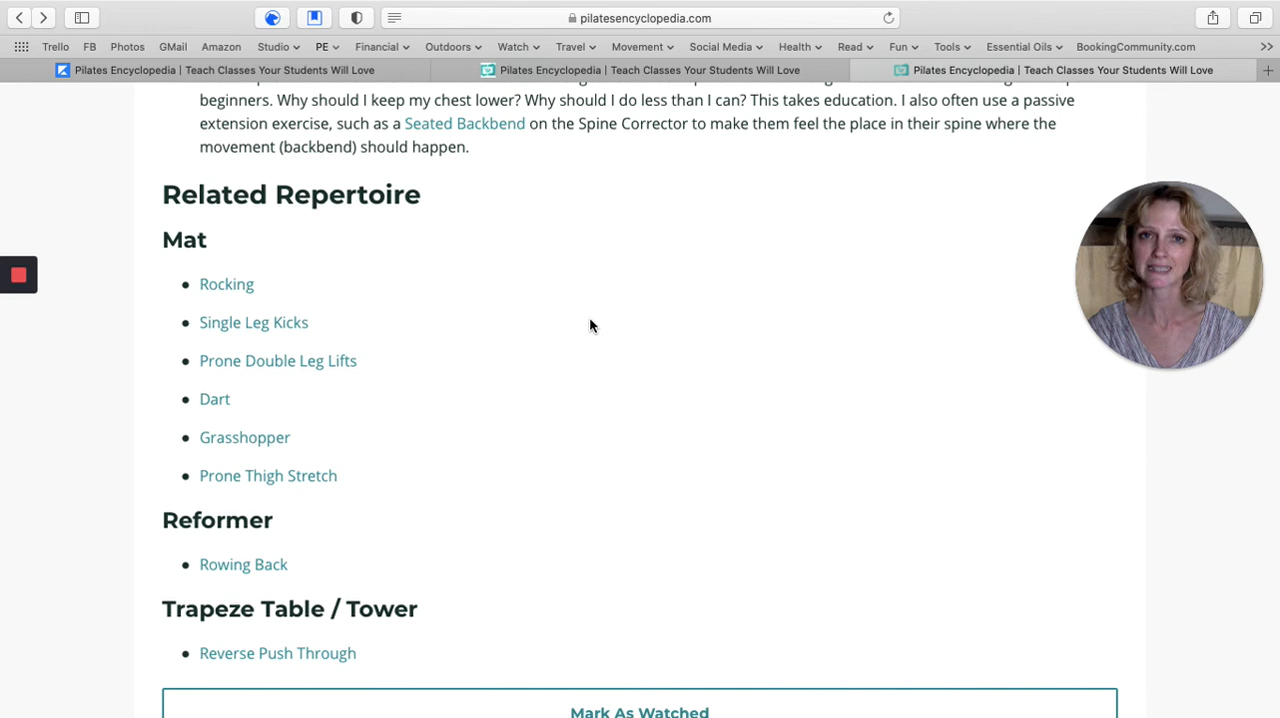 pilatesencyclopedia.com
Trello FB Photos GMail Amazon Studio PE Financial Outdoors Watch Travel Movement Social Media Health Read Fun Tools Essential Oils BookingCommunity.com >>
Pilates Encyclopedia | Teach Classes Your Students Will Love Pilates Encyclopedia | Teach Classes Your Students Will Love Pilates Encyclopedia | Teach Classes Your Students Will Love
beginners. Why should I keep my chest lower? Why should I do less than I can? This takes education. I also often use a passive
extension exercise, such as a Seated Backbend on the Spine Corrector to make them feel the place in their spine where the
movement (backbend) should happen.
Related Repertoire
Mat
• Rocking
• Single Leg Kicks
• Prone Double Leg Lifts
• Dart
• Grasshopper
• Prone Thigh Stretch
Reformer
• Rowing Back
Trapeze Table / Tower
• Reverse Push Through
Mark As Watched